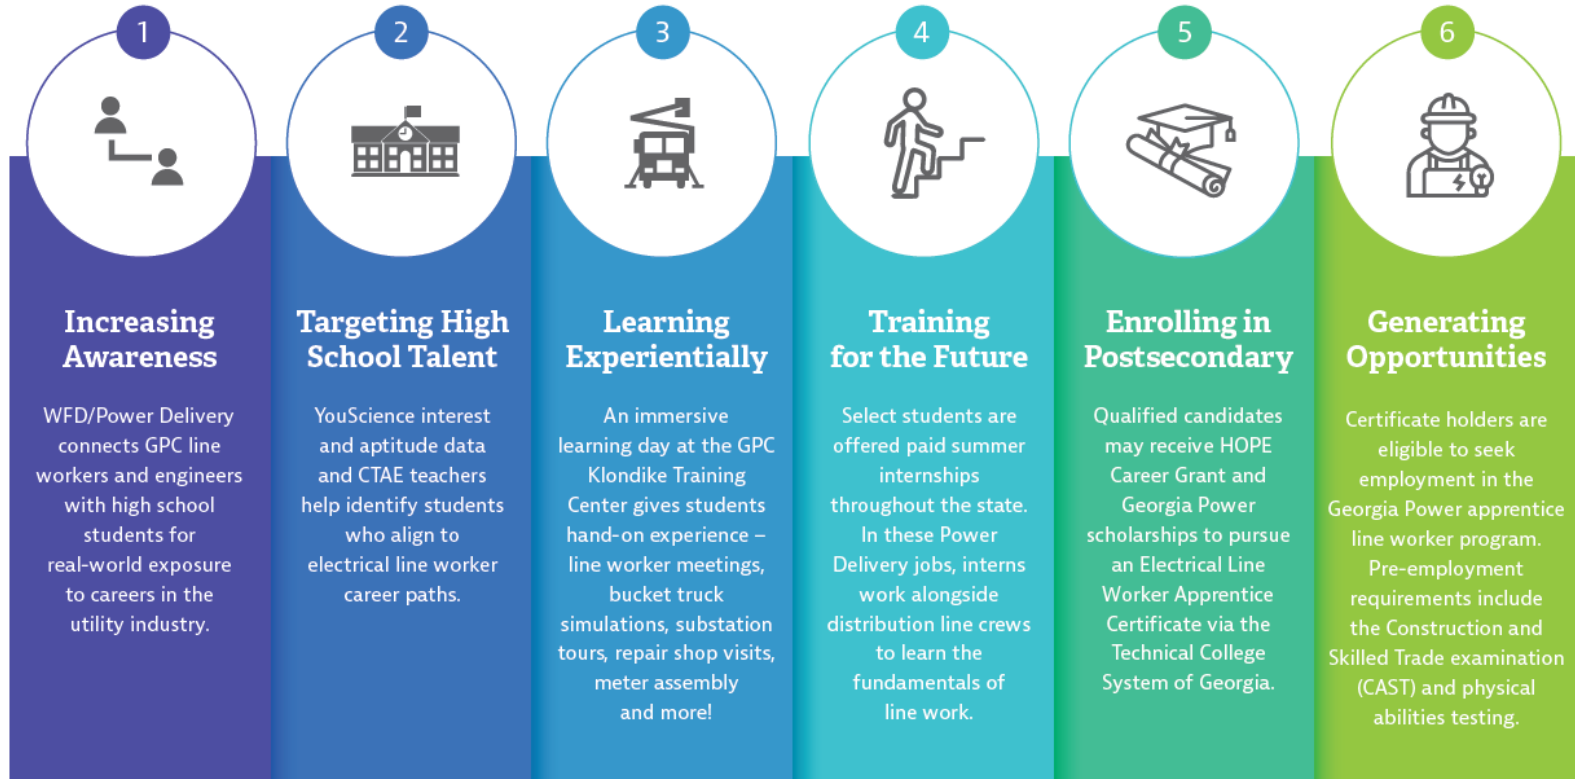 1
Increasing
Awareness
WFD/Power Delivery
connects GPC line
workers and engineers
with high school
students for
real-world exposure
to careers in the
utility industry.
2
Targeting High
School Talent
YouScience interest
and aptitude data
and CTAE teachers
help identify students
who align to
electrical line worker
career paths.
3
Learning
Experientially
An immersive
learning day at the GPC
Klondike Training
Center gives students
hand-on experience –
line worker meetings,
bucket truck
simulations, substation
tours, repair shop visits,
meter assembly
and more!
4
Training
for the Future
Select students are
offered paid summer
internships
throughout the state.
In these Power
Delivery jobs, interns
work alongside
distribution line crews
to learn the
fundamentals of
line work.
5
Enrolling in
Postsecondary
Qualified candidates
may receive HOPE
Career Grant and
Georgia Power
scholarships to pursue
an Electrical Line
Worker Apprentice
Certificate via the
Technical College
System of Georgia.
6
Generating
Opportunities
Certificate holders are
eligible to seek
employment in the
Georgia Power apprentice
line worker program.
Pre-employment
requirements include
the Construction and
Skilled Trade examination
(CAST) and physical
abilities testing.